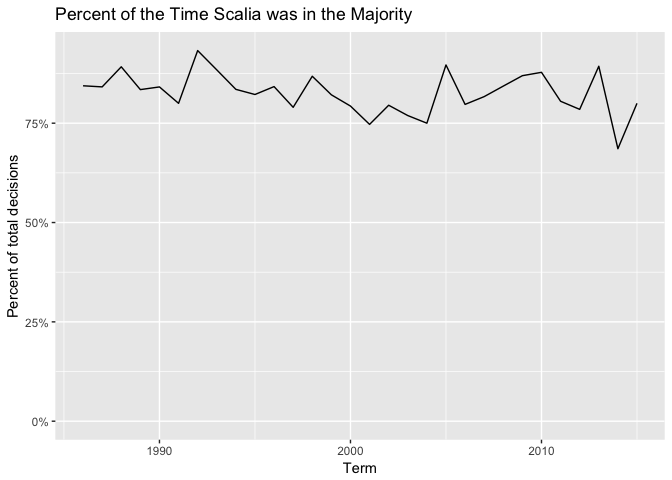 Percent of the Time Scalia was in the Majority
Percent of total decisions
75%
50%
25%
0%
1990
2000
2010
Term